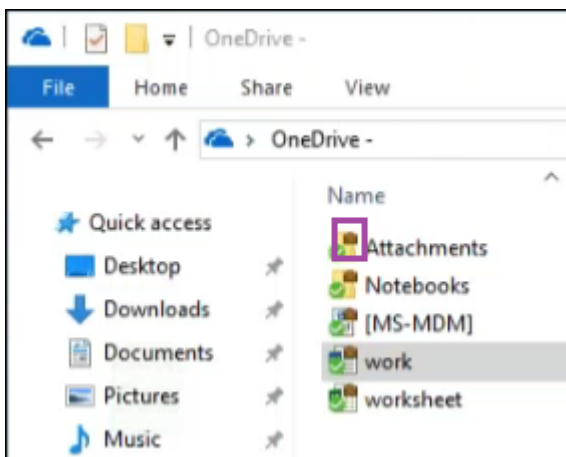 OneDrive -
File Home Share View
OneDrive -
Name
Quick access
Attachments
Desktop
Notebooks
Downloads
[MS-MDM]
Documents
work
Pictures
worksheet
Music